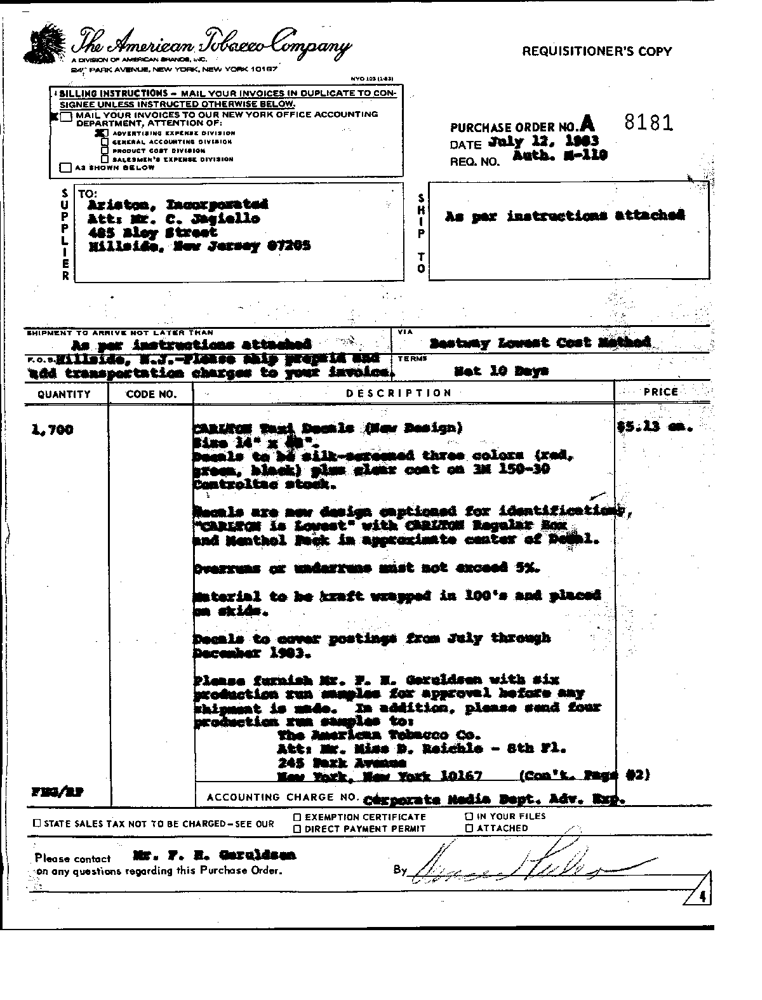 The American Tobacco Company
REQUISITIONER'S COPY
A DIVISION OF AMERICAN BRANDS, INC.
245 PARK AVENUE, NEW YORK, NEW YORK 10167
NYO 103 (1-83)
BILLING INSTRUCTIONS – MAIL YOUR INVOICES IN DUPLICATE TO CON-
SIGNEE UNLESS INSTRUCTED OTHERWISE BELOW.
MAIL YOUR INVOICES TO OUR NEW YORK OFFICE ACCOUNTING
DEPARTMENT, ATTENTION OF:
X ADVERTISING EXPENSE DIVISION
GENERAL ACCOUNTING DIVISION
PRODUCT COST DIVISION
SALESMEN'S EXPENSE DIVISION
AS SHOWN BELOW
PURCHASE ORDER NO. A 8181
DATE July 12, 1983
REQ. NO. Auth. M-110
SUPPLIER
TO:
Ariston, Incorporated
Att: Mr. C. Jagiello
485 Bloy Street
Hillside, New Jersey 07205
SHIP TO
As per instructions attached
SHIPMENT TO ARRIVE NOT LATER THAN
As per instructions attached
VIA
Bestway Lowest Cost Method
F.O.B. Hillside, N.J.-Please ship prepaid and
add transportation charges to your invoice.
TERMS
Net 10 Days
QUANTITY CODE NO. DESCRIPTION PRICE
1,700 CARLTON Taxi Decals (New Design) $5.13 ea.
Size 14" x
Decals to be silk-screened three colors (red,
green, black) plus clear coat on 3M 150-30
Controltac stock.
Decals are new design captioned for identification,
"CARLTON is Lowest" with CARLTON Regular Box
and Menthol Pack in approximate center of Decal.
Overruns or underruns must not exceed 5%.
Material to be kraft wrapped in 100's and placed
on skids.
Decals to cover postings from July through
December 1983.
Please furnish Mr. F. H. Geraldsen with six
production run samples for approval before any
shipment is made. In addition, please send four
production run samples to:
The American Tobacco Co.
Att: Mr. Miss D. Reichle - 8th Fl.
245 Park Avenue
New York, New York 10167 (Con't. Page #2)
FHG/RP
ACCOUNTING CHARGE NO. Corporate Media Dept. Adv. Exp.
STATE SALES TAX NOT TO BE CHARGED–SEE OUR
EXEMPTION CERTIFICATE
DIRECT PAYMENT PERMIT
IN YOUR FILES
ATTACHED
Please contact Mr. F. H. Geraldsen
on any questions regarding this Purchase Order.
By
4